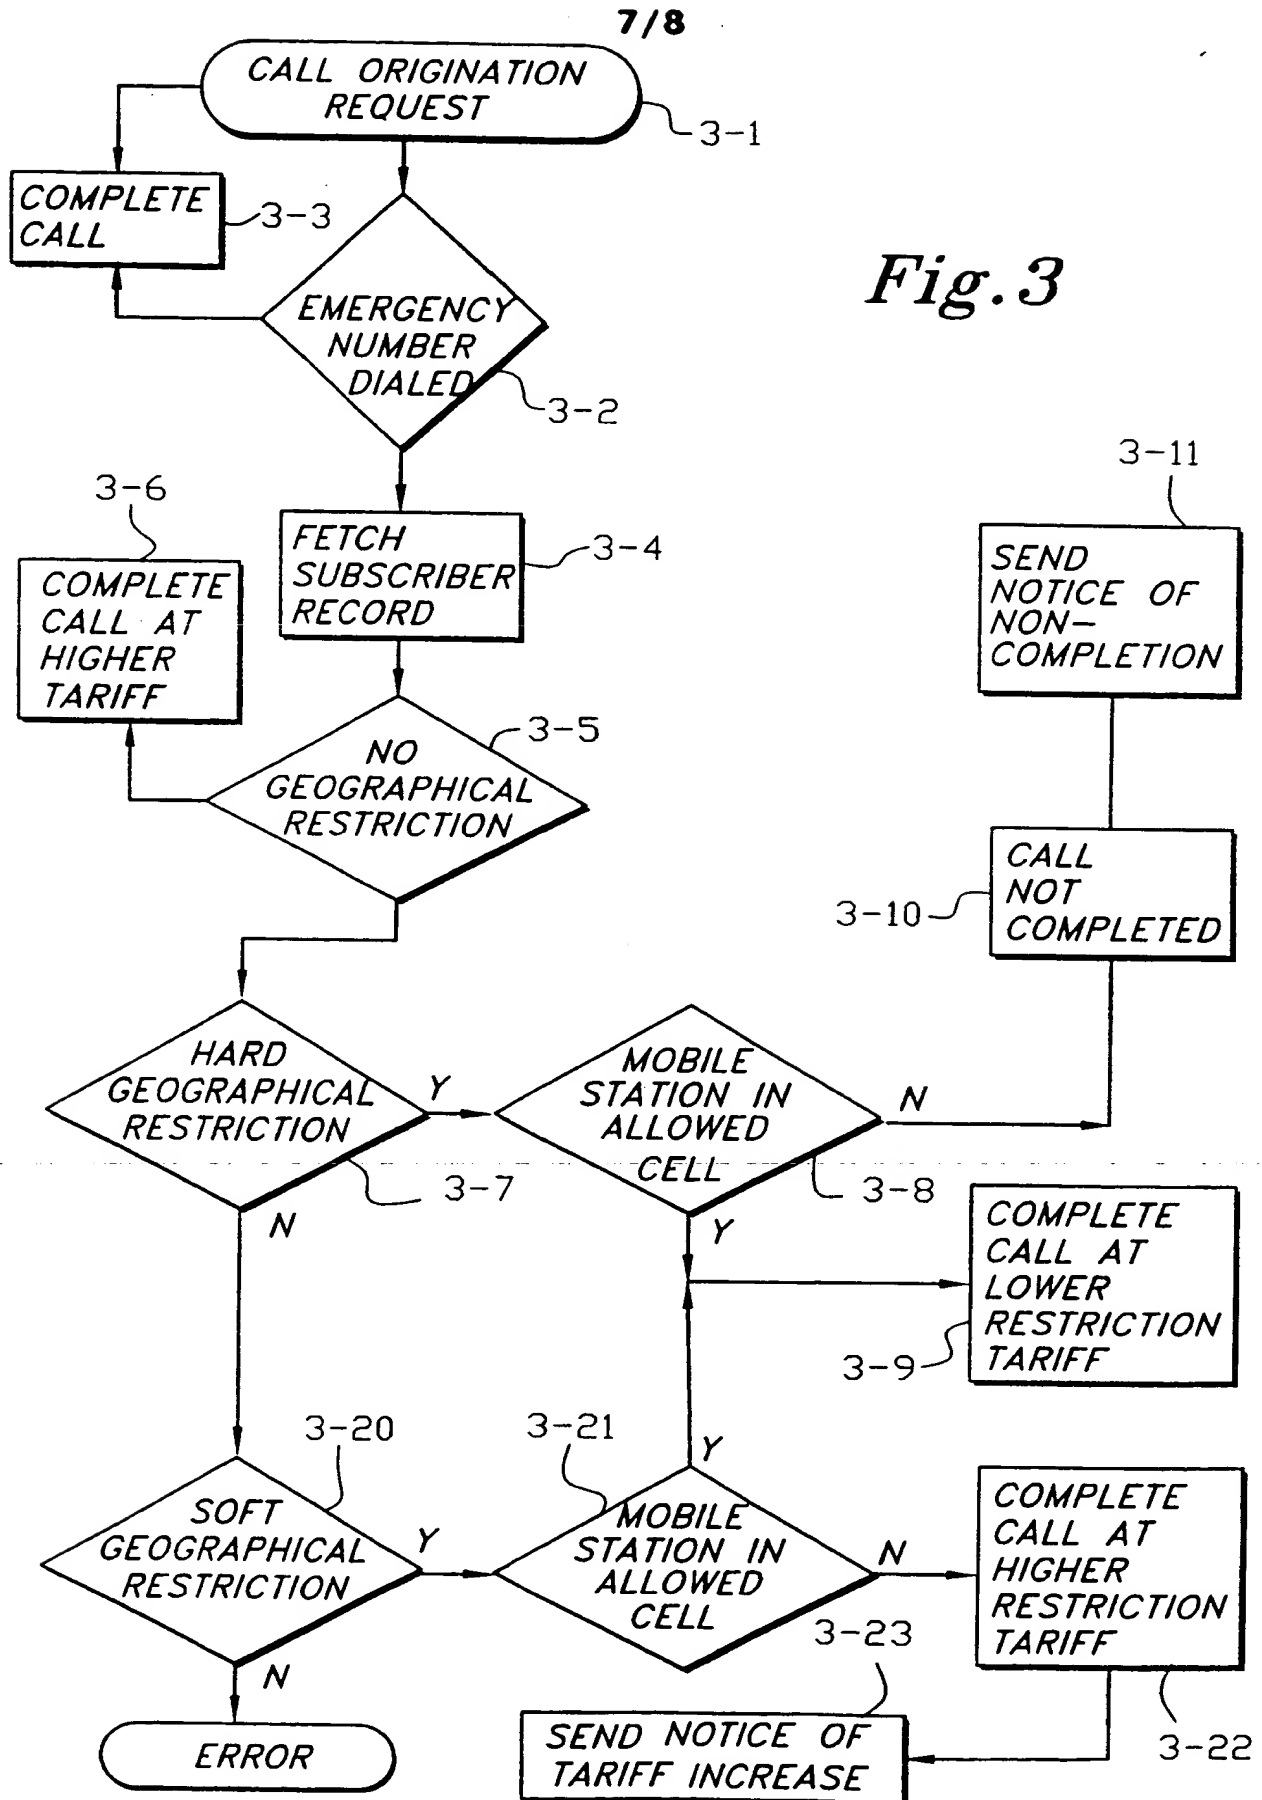 7/8
CALL ORIGINATION
REQUEST
3-1
COMPLETE
CALL
3-3
EMERGENCY
NUMBER
DIALED
3-2
Fig.3
3-6
COMPLETE
CALL AT
HIGHER
TARIFF
FETCH
SUBSCRIBER
RECORD
3-4
3-11
SEND
NOTICE OF
NON-
COMPLETION
3-5
NO
GEOGRAPHICAL
RESTRICTION
3-10
CALL
NOT
COMPLETED
HARD
GEOGRAPHICAL
RESTRICTION
Y
3-7
N
MOBILE
STATION IN
ALLOWED
CELL
N
3-8
Y
COMPLETE
CALL AT
LOWER
RESTRICTION
TARIFF
3-9
3-20
SOFT
GEOGRAPHICAL
RESTRICTION
Y
N
ERROR
3-21
Y
MOBILE
STATION IN
ALLOWED
CELL
N
COMPLETE
CALL AT
HIGHER
RESTRICTION
TARIFF
3-22
3-23
SEND NOTICE OF
TARIFF INCREASE